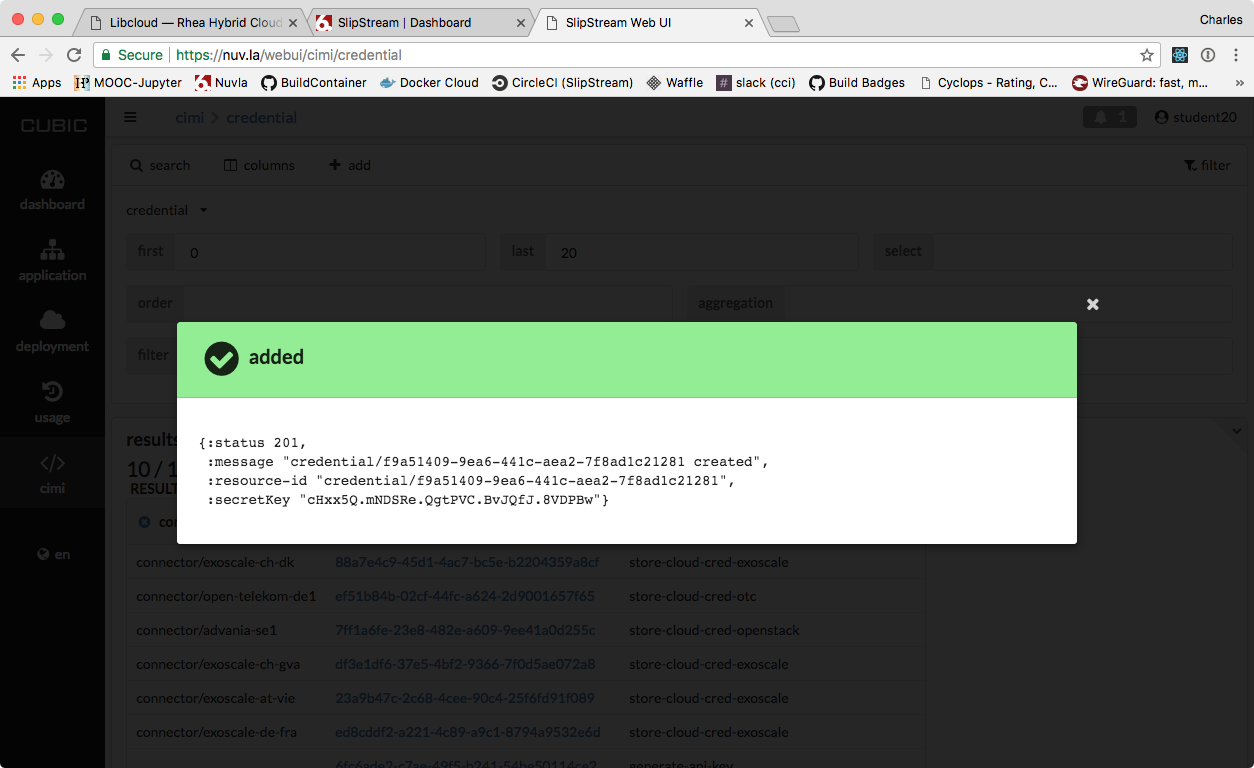 Libcloud — Rhea Hybrid Cloud
SlipStream | Dashboard
SlipStream Web UI
Charles
Secure
https://nuv.la/webui/cimi/credential
Apps
MOOC-Jupyter
Nuvla
BuildContainer
Docker Cloud
CircleCI (SlipStream)
Waffle
slack (cci)
Build Badges
Cyclops - Rating, C...
WireGuard: fast, m...
»
CUBIC
cimi > credential
1
student20
dashboard
application
deployment
usage
cimi
en
search
columns
add
filter
credential
first 0
last 20
select
order
aggregation
filter
added
{:status 201,
:message "credential/f9a51409-9ea6-441c-aea2-7f8ad1c21281 created",
:resource-id "credential/f9a51409-9ea6-441c-aea2-7f8ad1c21281",
:secretKey "cHxx5Q.mNDSRe.QgtPVC.BvJQfJ.8VDPBw"}
results
10 / 1
RESULT
con
connector/exoscale-ch-dk 88a7e4c9-45d1-4ac7-bc5e-b2204359a8cf store-cloud-cred-exoscale
connector/open-telekom-de1 ef51b84b-02cf-44fc-a624-2d9001657f65 store-cloud-cred-otc
connector/advania-se1 7ff1a6fe-23e8-482e-a609-9ee41a0d255c store-cloud-cred-openstack
connector/exoscale-ch-gva df3e1df6-37e5-4bf2-9366-7f0d5ae072a8 store-cloud-cred-exoscale
connector/exoscale-at-vie 23a9b47c-2c68-4cee-90c4-25f6fd91f089 store-cloud-cred-exoscale
connector/exoscale-de-fra ed8cddf2-a221-4c89-a9c1-8794a9532e6d store-cloud-cred-exoscale
6fc6ade2-c7ae-49f5-b241-54be50114ce2 generate-api-key